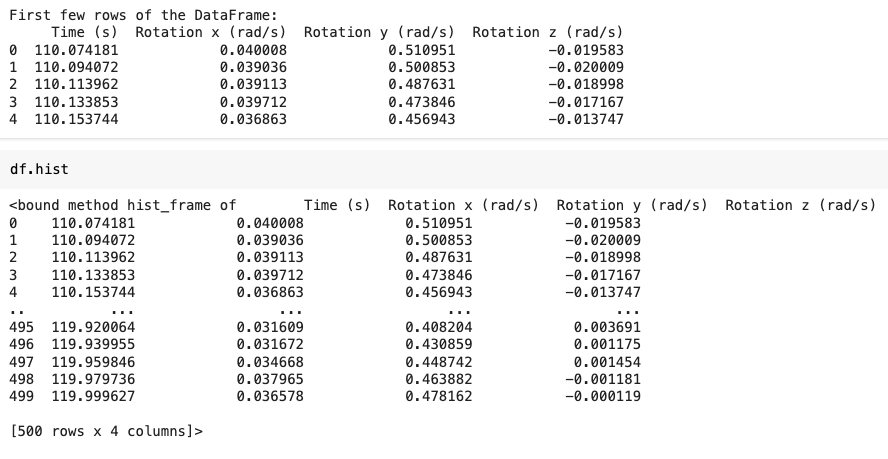 First few rows of the DataFrame:
     Time (s)  Rotation x (rad/s)  Rotation y (rad/s)  Rotation z (rad/s)
0  110.074181            0.040008            0.510951           -0.019583
1  110.094072            0.039036            0.500853           -0.020009
2  110.113962            0.039113            0.487631           -0.018998
3  110.133853            0.039712            0.473846           -0.017167
4  110.153744            0.036863            0.456943           -0.013747
df.hist
<bound method hist_frame of        Time (s)  Rotation x (rad/s)  Rotation y (rad/s)  Rotation z (rad/s)
0    110.074181            0.040008            0.510951           -0.019583
1    110.094072            0.039036            0.500853           -0.020009
2    110.113962            0.039113            0.487631           -0.018998
3    110.133853            0.039712            0.473846           -0.017167
4    110.153744            0.036863            0.456943           -0.013747
..          ...                 ...                 ...                 ...
495  119.920064            0.031609            0.408204            0.003691
496  119.939955            0.031672            0.430859            0.001175
497  119.959846            0.034668            0.448742            0.001454
498  119.979736            0.037965            0.463882           -0.001181
499  119.999627            0.036578            0.478162           -0.000119
[500 rows x 4 columns]>